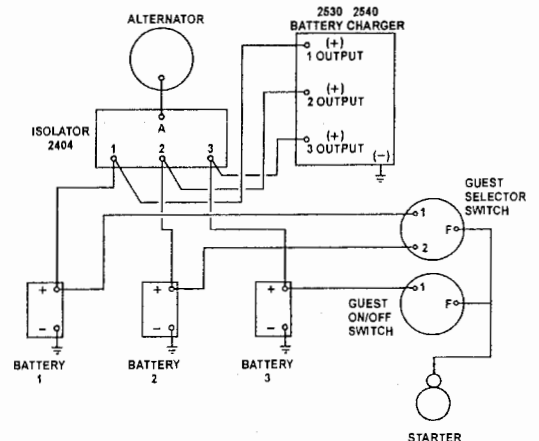 ALTERNATOR
2530 2540
BATTERY CHARGER
(+)
1 OUTPUT
(+)
2 OUTPUT
(+)
3 OUTPUT
(-)
A
ISOLATOR
2404
1 2 3
GUEST
SELECTOR
SWITCH
1
F
2
GUEST
ON/OFF
SWITCH
1
F
+
-
BATTERY
1
+
-
BATTERY
2
+
-
BATTERY
3
STARTER